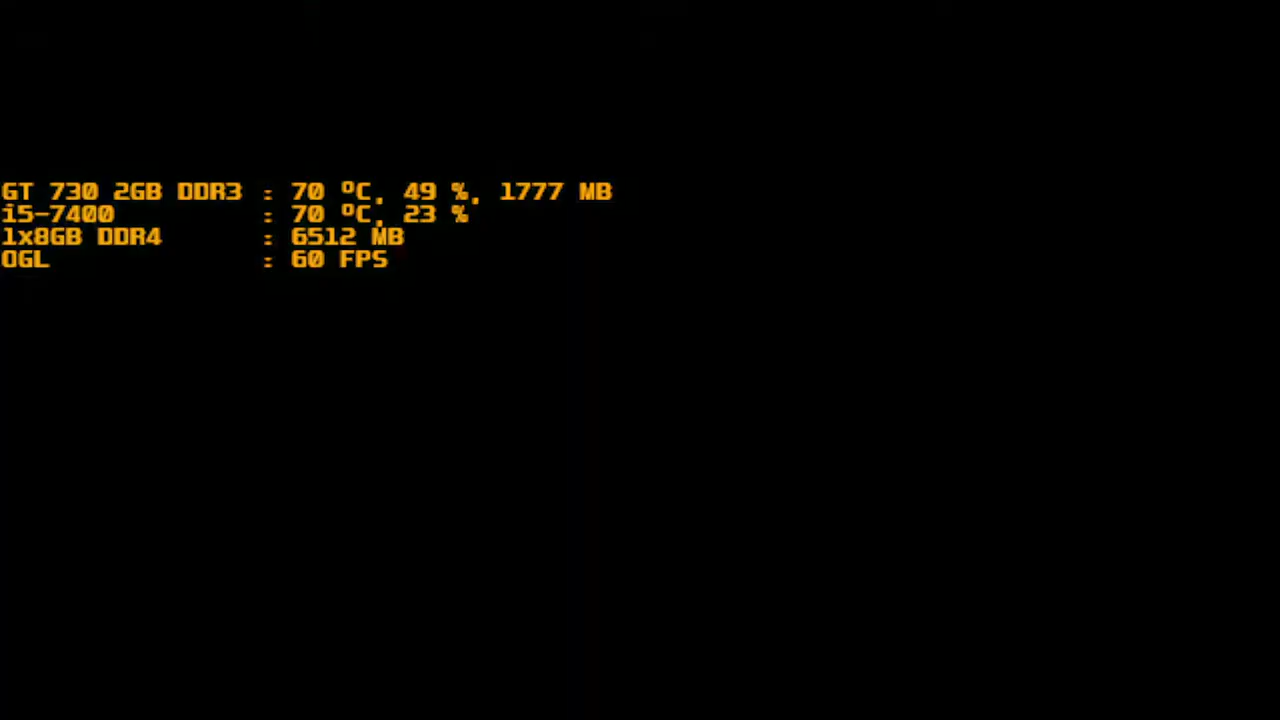 GT 730 2GB DDR3 : 70 ºC, 49 %, 1777 MB
i5-7400 : 70 ºC, 23 %
1x8GB DDR4 : 6512 MB
OGL : 60 FPS